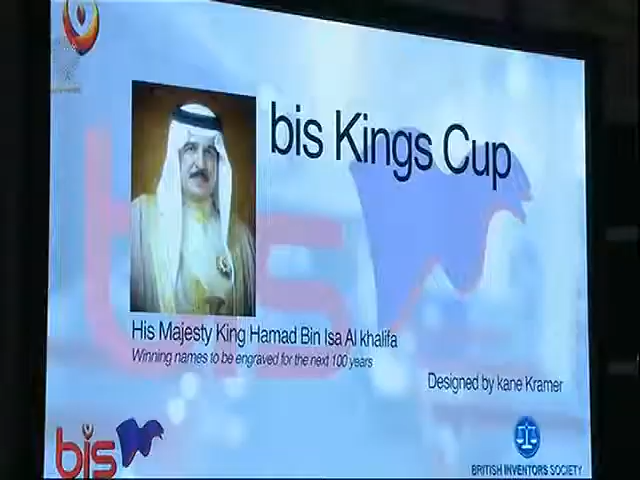 bis Kings Cup
His Majesty King Hamad Bin Isa Al khalifa
Winning names to be engraved for the next 100 years
Designed by kane Kramer
bis
bis
BRITISH INVENTORS SOCIETY